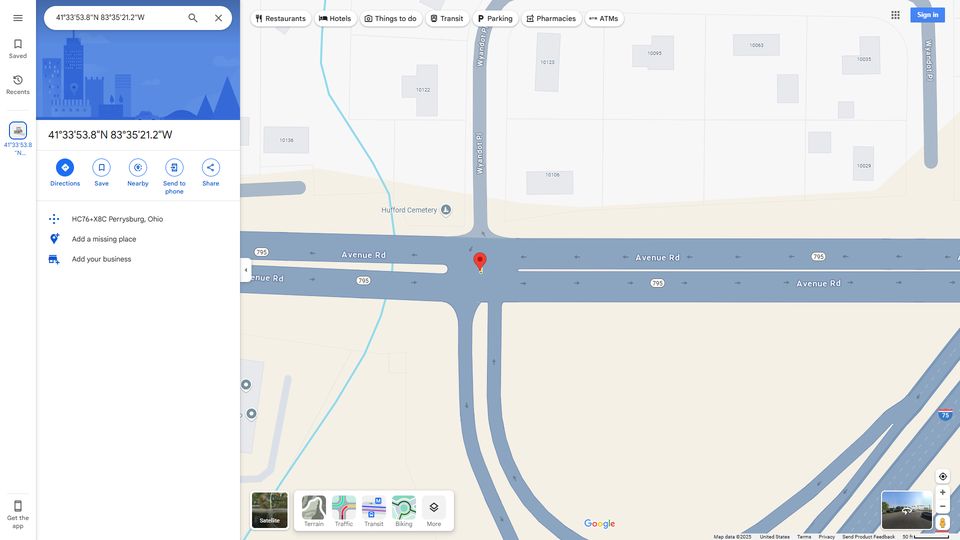 41°33'53.8"N 83°35'21.2"W
Restaurants
Hotels
Things to do
Transit
Parking
Pharmacies
ATMs
Sign in
Saved
Recents
41°33'53.8
"N...
41°33'53.8"N 83°35'21.2"W
Directions
Save
Nearby
Send to
phone
Share
HC76+X8C Perrysburg, Ohio
Add a missing place
Add your business
Get the
app
Wyandot Pl
Wyandot Pl
Wyandot Pl
10123
10095
10063
10035
10122
10136
10106
10029
Hufford Cemetery
795
Avenue Rd
Avenue Rd
795
enue Rd
795
795
Avenue Rd
75
Satellite
Terrain
Traffic
Transit
Biking
More
Google
Map data ©2025
United States
Terms
Privacy
Send Product Feedback
50 ft